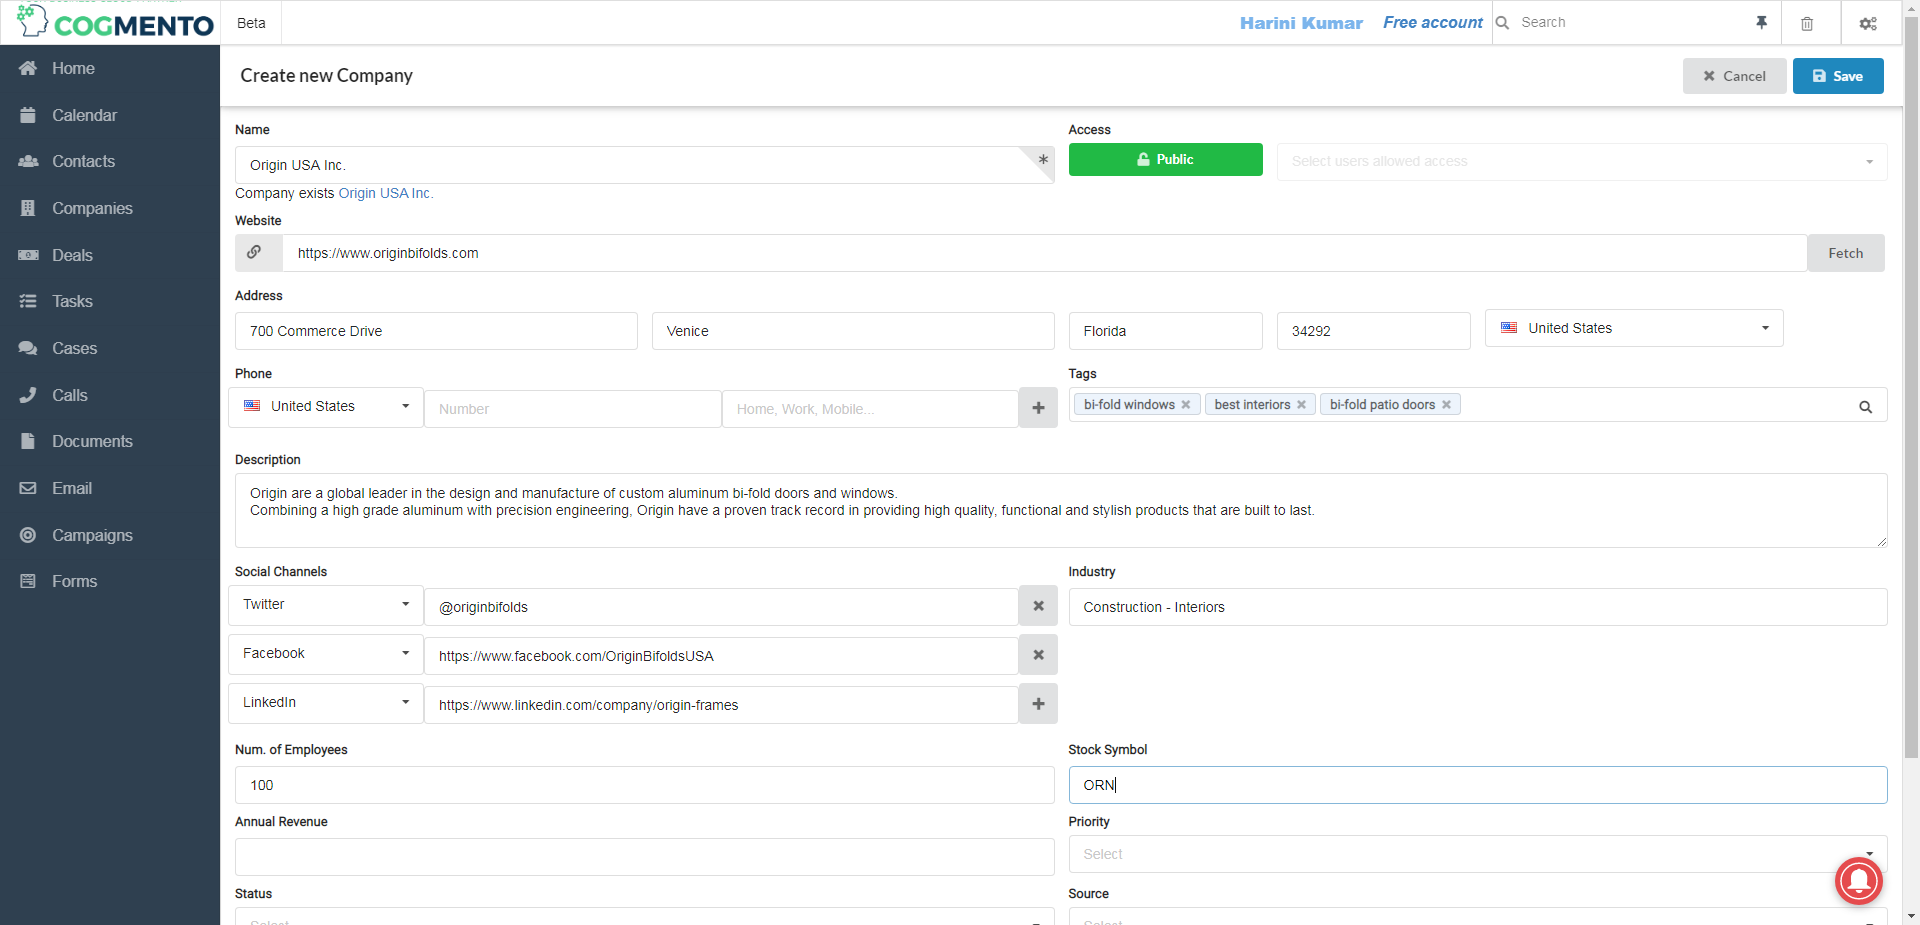 COGMENTO
Beta
Harini Kumar
Free account
Search
Home
Calendar
Contacts
Companies
Deals
Tasks
Cases
Calls
Documents
Email
Campaigns
Forms
Create new Company
Cancel
Save
Name
Origin USA Inc.
*
Company exists Origin USA Inc.
Access
Public
Select users allowed access
Website
https://www.originbifolds.com
Fetch
Address
700 Commerce Drive
Venice
Florida
34292
United States
Phone
United States
Number
Home, Work, Mobile...
Tags
bi-fold windows
best interiors
bi-fold patio doors
Description
Origin are a global leader in the design and manufacture of custom aluminum bi-fold doors and windows.
Combining a high grade aluminum with precision engineering, Origin have a proven track record in providing high quality, functional and stylish products that are built to last.
Social Channels
Twitter
@originbifolds
Facebook
https://www.facebook.com/OriginBifoldsUSA
LinkedIn
https://www.linkedin.com/company/origin-frames
Industry
Construction - Interiors
Num. of Employees
100
Stock Symbol
ORN
Annual Revenue
Priority
Select
Status
Select
Source
Select